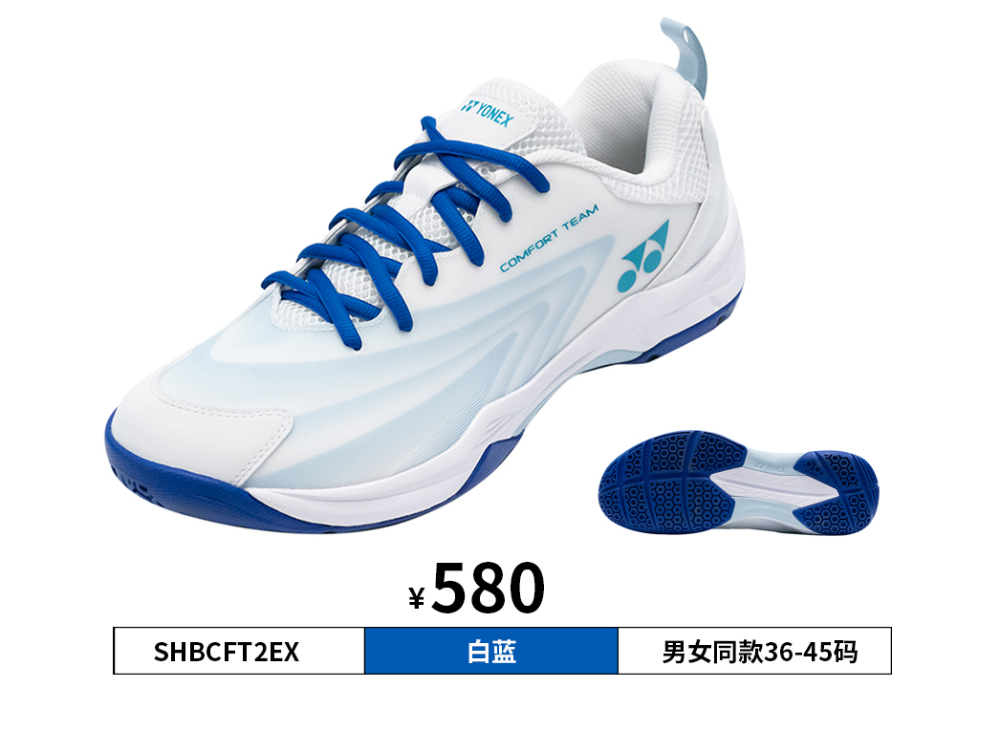 YONEX
COMFORT TEAM
YONEX
¥580
SHBCFT2EX
白蓝
男女同款36-45码